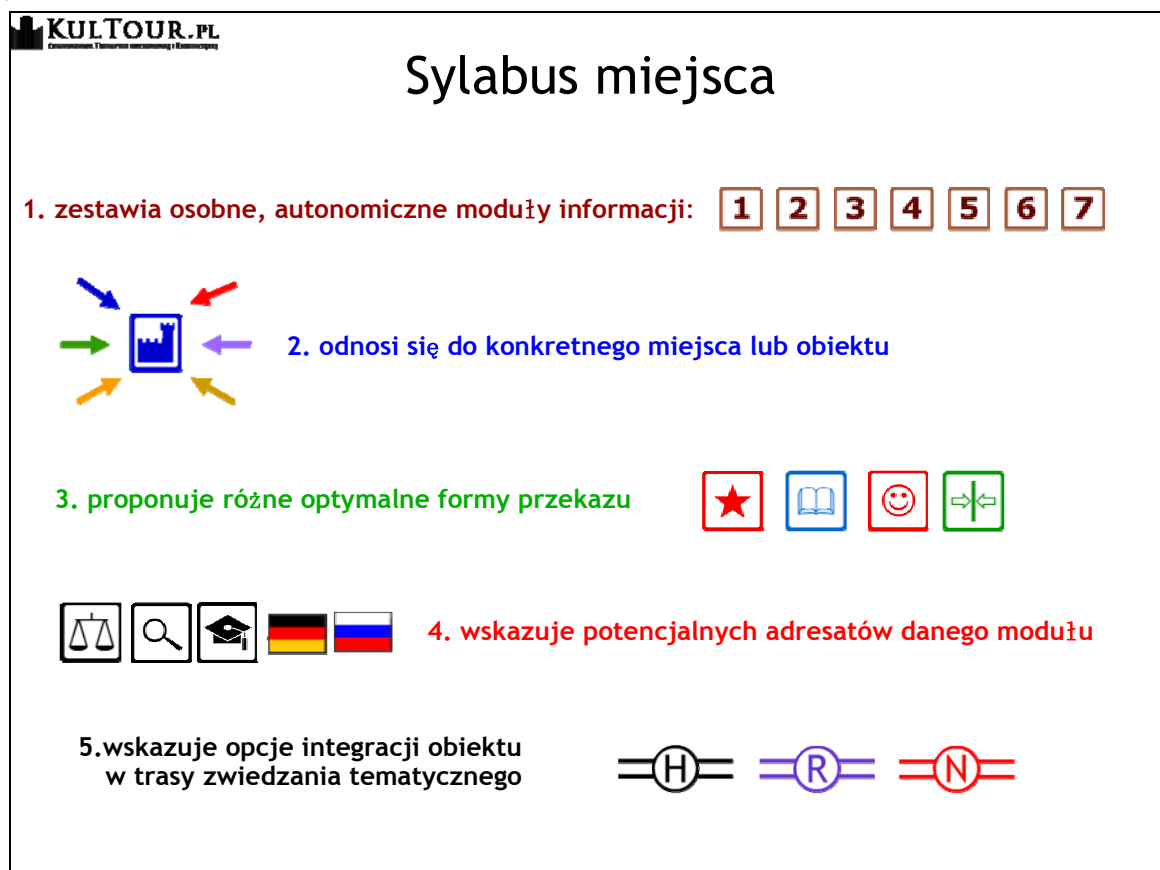 KULTOUR.PL
Sylabus miejsca
1. zestawia osobne, autonomiczne moduły informacji:
1 2 3 4 5 6 7
2. odnosi się do konkretnego miejsca lub obiektu
3. proponuje różne optymalne formy przekazu
4. wskazuje potencjalnych adresatów danego modułu
5.wskazuje opcje integracji obiektu
w trasy zwiedzania tematycznego
H R N